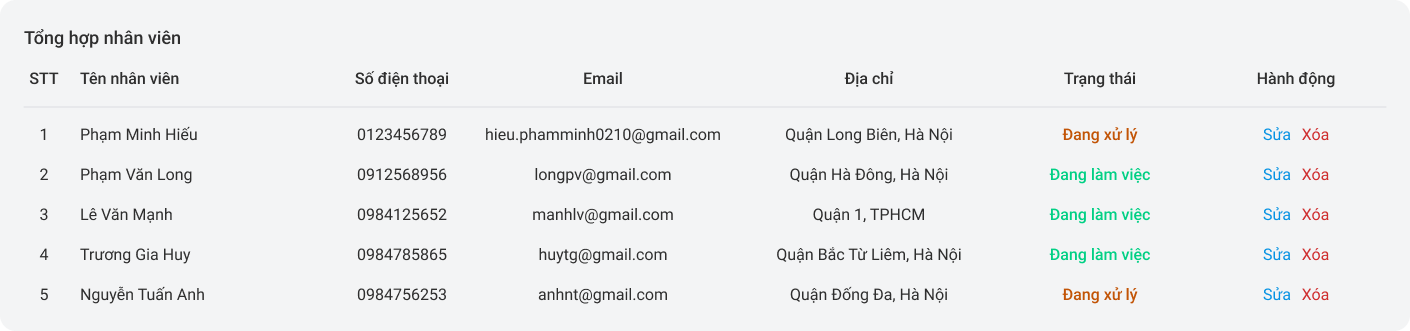 Tổng hợp nhân viên
STT Tên nhân viên Số điện thoại Email Địa chỉ Trạng thái Hành động
1 Phạm Minh Hiếu 0123456789 hieu.phamminh0210@gmail.com Quận Long Biên, Hà Nội Đang xử lý Sửa Xóa
2 Phạm Văn Long 0912568956 longpv@gmail.com Quận Hà Đông, Hà Nội Đang làm việc Sửa Xóa
3 Lê Văn Mạnh 0984125652 manhlv@gmail.com Quận 1, TPHCM Đang làm việc Sửa Xóa
4 Trương Gia Huy 0984785865 huytg@gmail.com Quận Bắc Từ Liêm, Hà Nội Đang làm việc Sửa Xóa
5 Nguyễn Tuấn Anh 0984756253 anhnt@gmail.com Quận Đống Đa, Hà Nội Đang xử lý Sửa Xóa